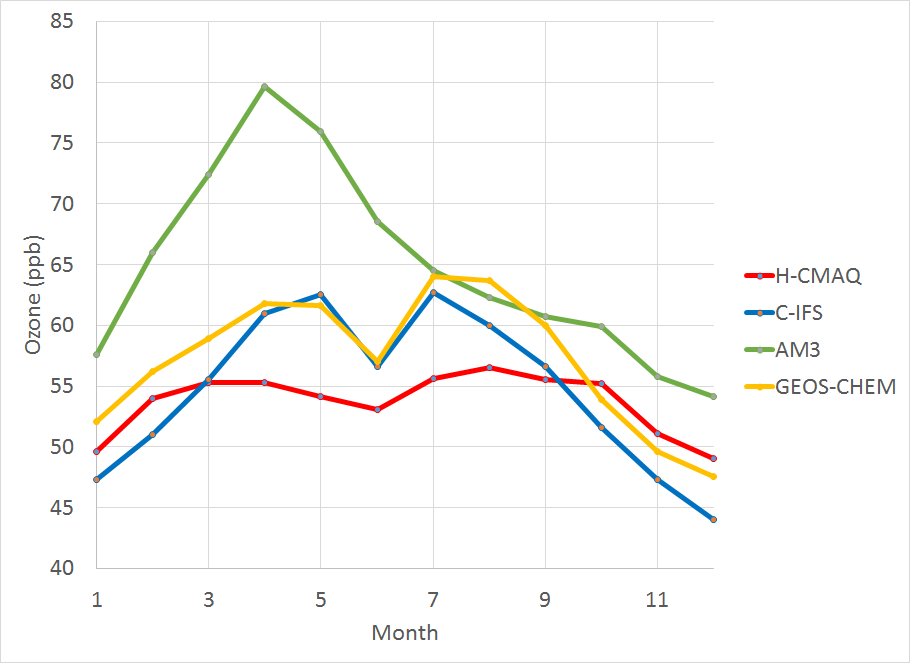 85
80
75
70
65
60
55
50
45
40
Ozone (ppb)
1 3 5 7 9 11
Month
H-CMAQ
C-IFS
AM3
GEOS-CHEM